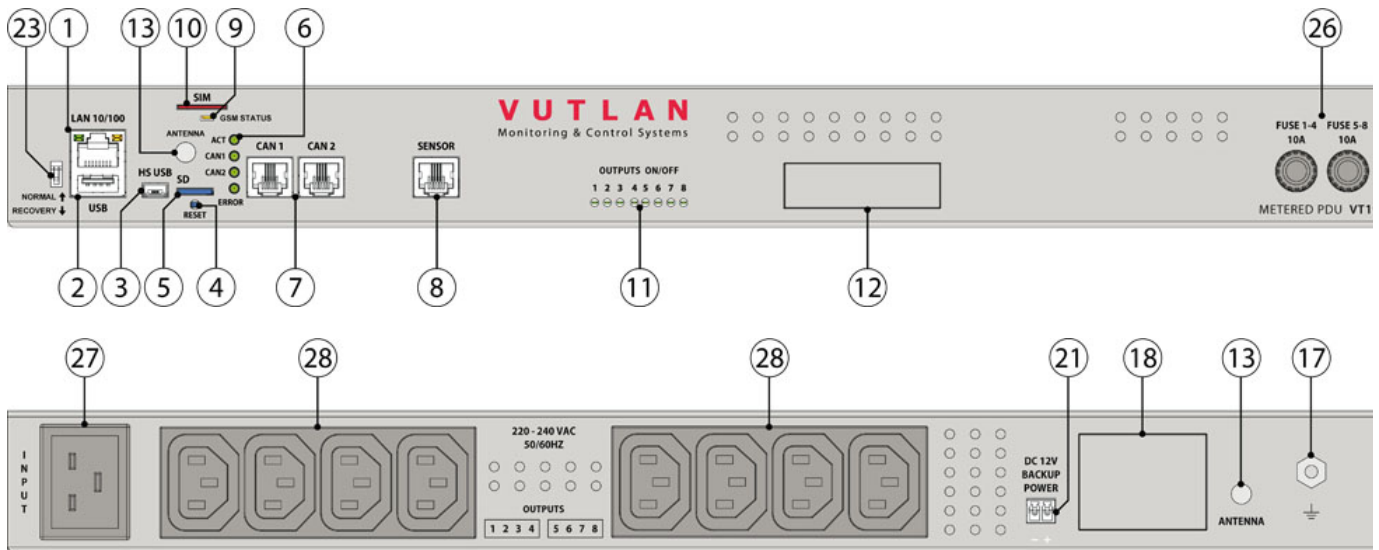 23 1 13 10 9 6 26
SIM
GSM STATUS
LAN 10/100
ANTENNA
ACT
CAN1
CAN2
ERROR
CAN 1 CAN 2
SENSOR
VUTLAN
Monitoring & Control Systems
OUTPUTS ON/OFF
1 2 3 4 5 6 7 8
FUSE 1-4 FUSE 5-8
10A 10A
HS USB
SD
NORMAL
RECOVERY
USB
RESET
METERED PDU VT1
2 3 5 4 7 8 11 12
27 28 28 21 18 13 17
INPUT
220 - 240 VAC
50/60HZ
OUTPUTS
1 2 3 4 5 6 7 8
DC 12V
BACKUP
POWER
- +
ANTENNA